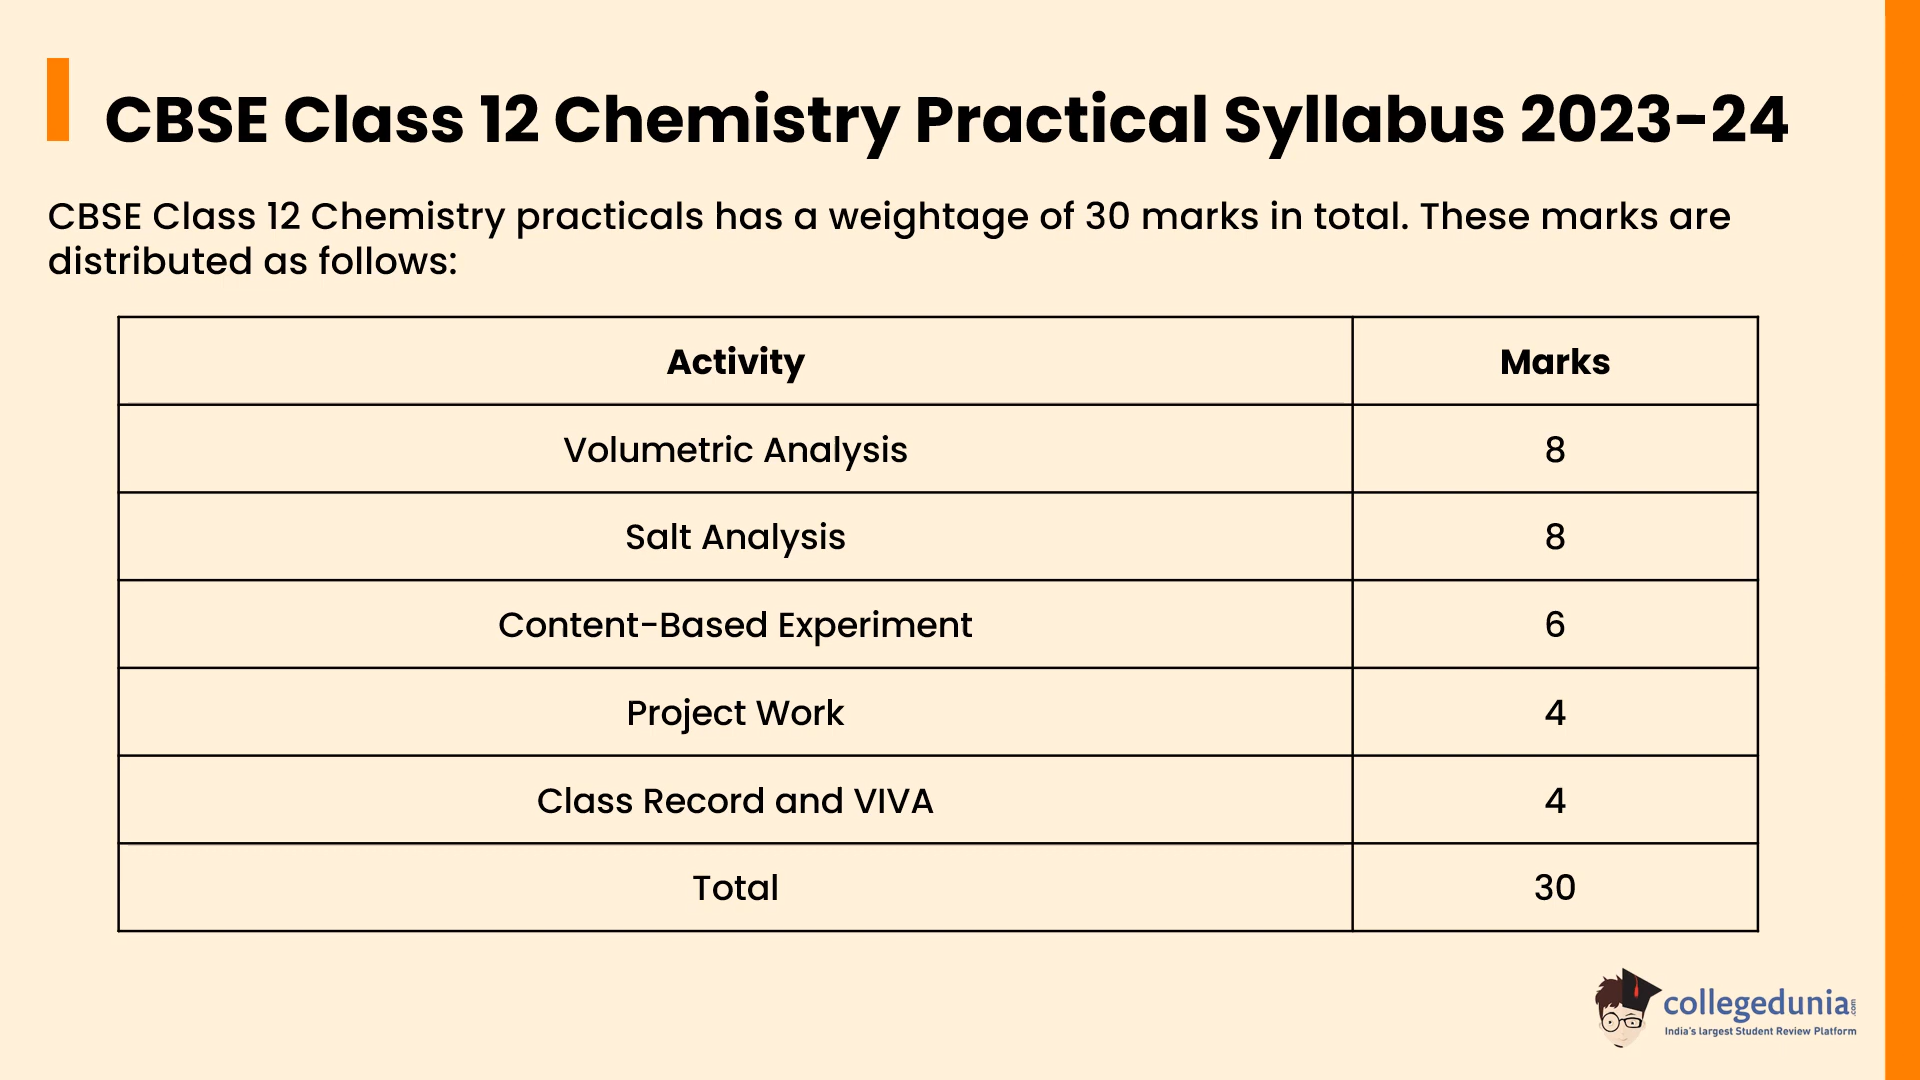 CBSE Class 12 Chemistry Practical Syllabus 2023-24
CBSE Class 12 Chemistry practicals has a weightage of 30 marks in total. These marks are
distributed as follows:
Activity Marks
Volumetric Analysis 8
Salt Analysis 8
Content-Based Experiment 6
Project Work 4
Class Record and VIVA 4
Total 30
collegedunia.com
India's largest Student Review Platform